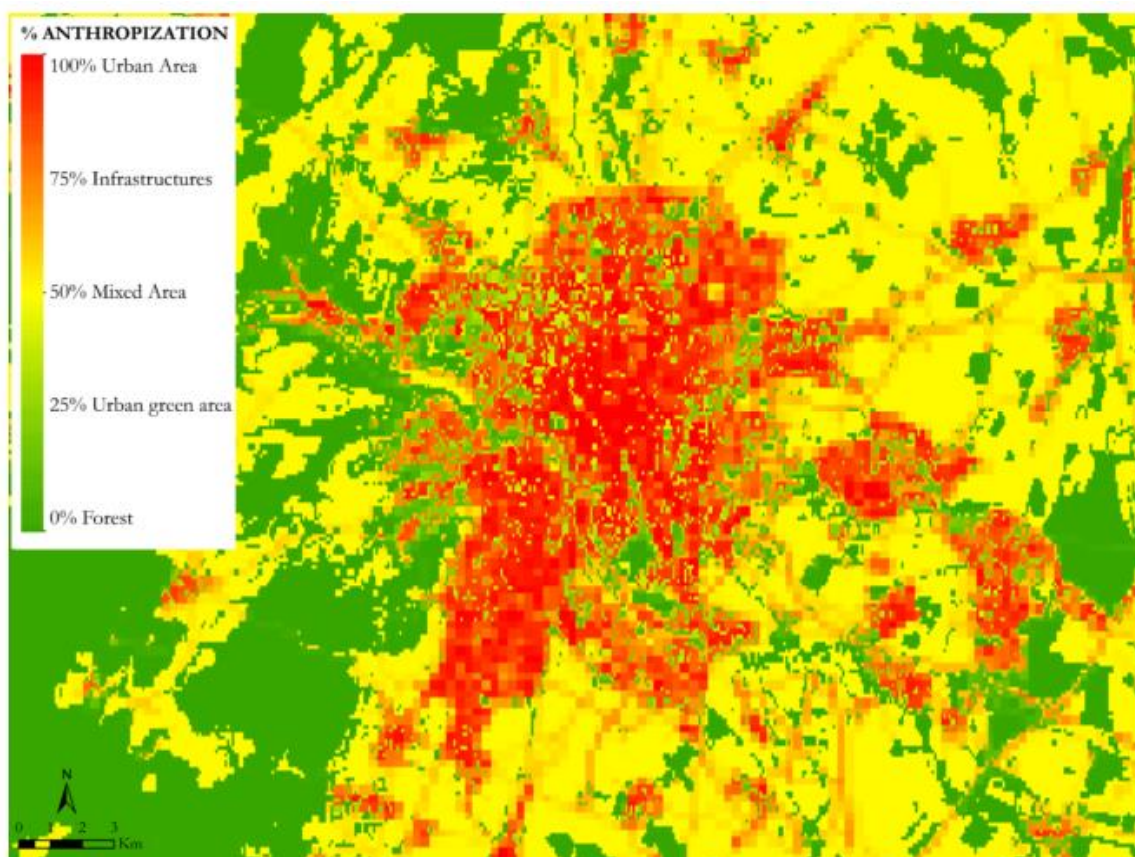 % ANTHROPIZATION
100% Urban Area
75% Infrastructures
50% Mixed Area
25% Urban green area
0% Forest
N
0 1 2 3
Km